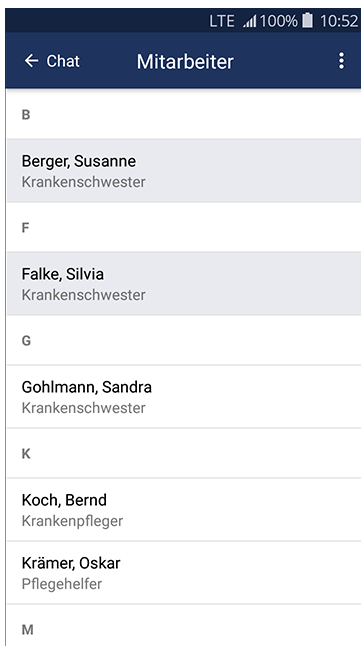 LTE 100% 10:52
← Chat Mitarbeiter
B
Berger, Susanne
Krankenschwester
F
Falke, Silvia
Krankenschwester
G
Gohlmann, Sandra
Krankenschwester
K
Koch, Bernd
Krankenpfleger
Krämer, Oskar
Pflegehelfer
M